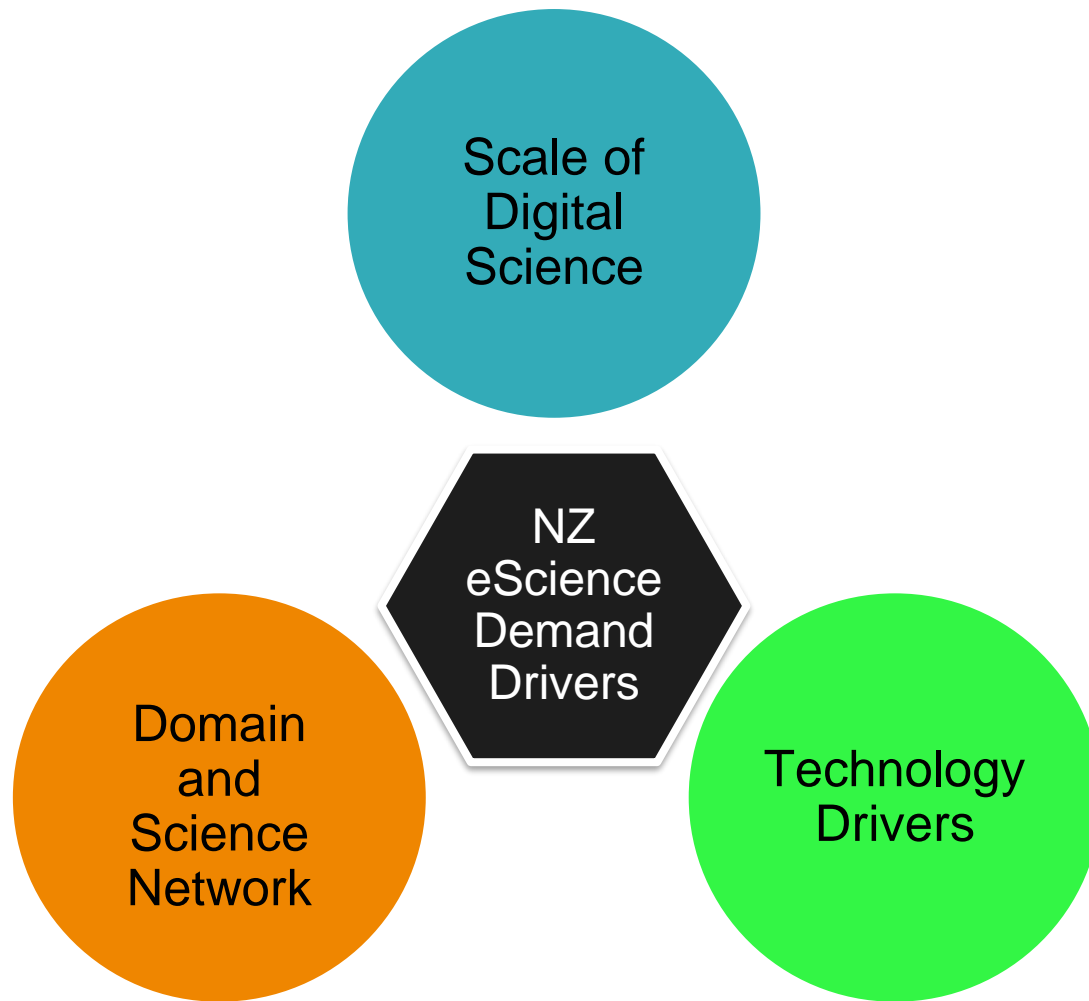 Scale of
Digital
Science
NZ
eScience
Demand
Drivers
Domain
and
Science
Network
Technology
Drivers